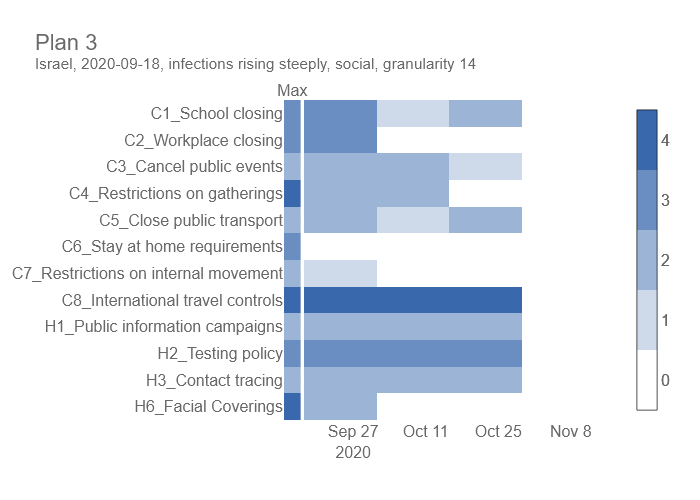 Plan 3
Israel, 2020-09-18, infections rising steeply, social, granularity 14
Max
C1_School closing
C2_Workplace closing
C3_Cancel public events
C4_Restrictions on gatherings
C5_Close public transport
C6_Stay at home requirements
C7_Restrictions on internal movement
C8_International travel controls
H1_Public information campaigns
H2_Testing policy
H3_Contact tracing
H6_Facial Coverings
Sep 27 Oct 11 Oct 25 Nov 8
2020
4
3
2
1
0